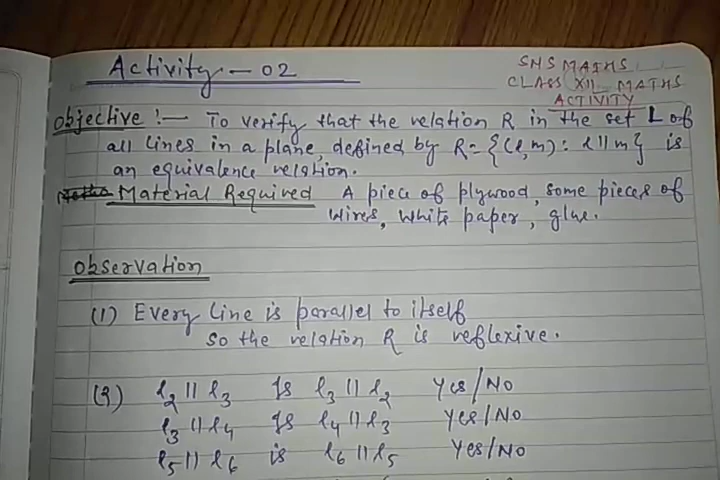 Activity - 02
SNS MATHS
CLASS XII MATHS
ACTIVITY
Objective :- To verify that the relation R in the set L of
all lines in a plane, defined by R = {(l, m) : l || m} is
an equivalence relation.
Material Required A piece of plywood, some pieces of
wires, white paper, glue.
Observation
(1) Every line is parallel to itself
so the relation R is reflexive.
(2) l2 || l3 Is l3 || l2 Yes/No
l3 || l4 Is l4 || l3 Yes/No
l5 || l6 is l6 || l5 Yes/No